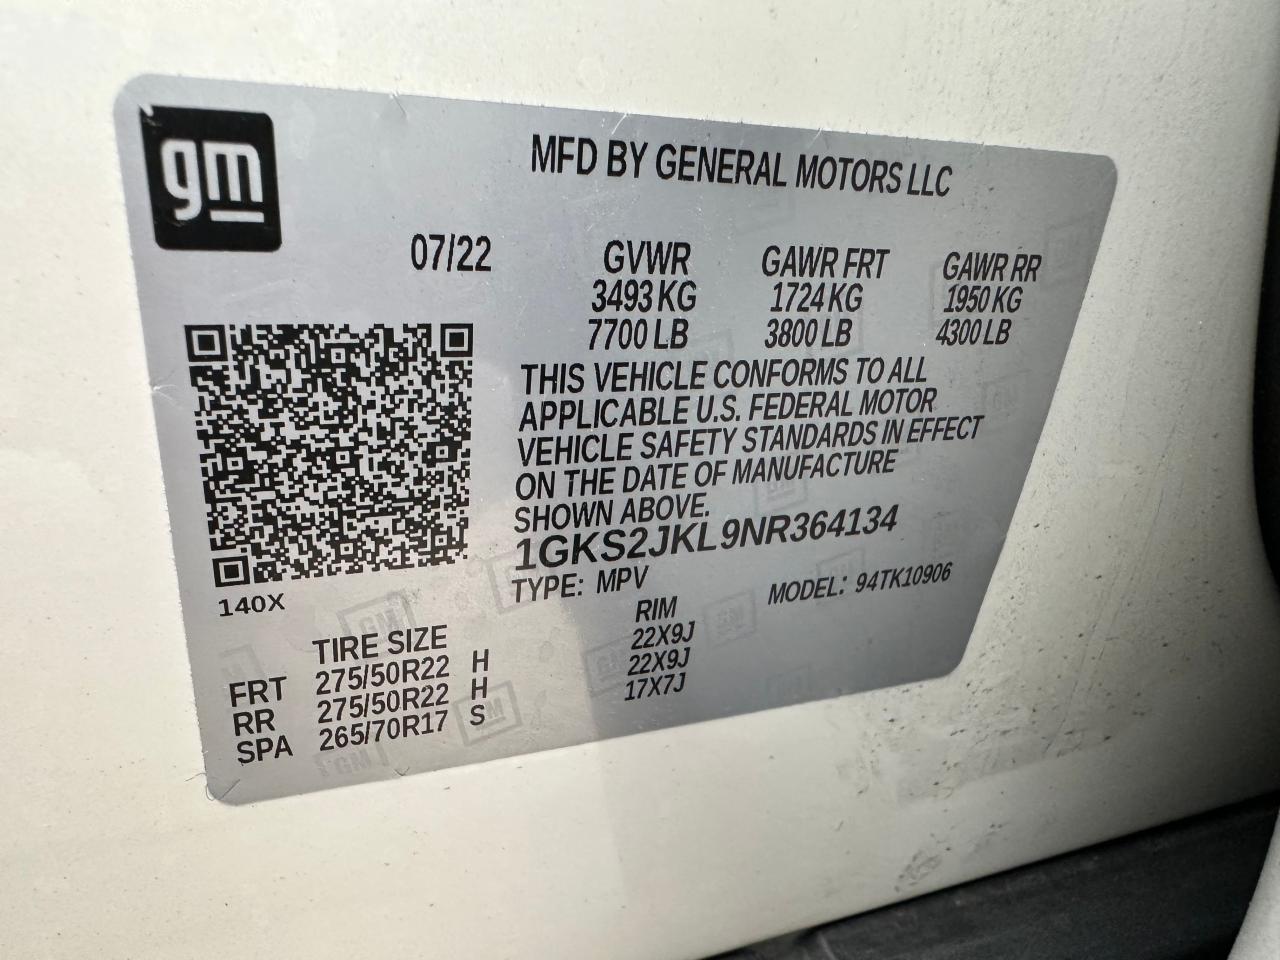 gm
MFD BY GENERAL MOTORS LLC
07/22 GVWR GAWR FRT GAWR RR
3493 KG 1724 KG 1950 KG
7700 LB 3800 LB 4300 LB
THIS VEHICLE CONFORMS TO ALL
APPLICABLE U.S. FEDERAL MOTOR
VEHICLE SAFETY STANDARDS IN EFFECT
ON THE DATE OF MANUFACTURE
SHOWN ABOVE.
1GKS2JKL9NR364134
TYPE: MPV MODEL: 94TK10906
140X
TIRE SIZE RIM
FRT 275/50R22 H 22X9J
RR 275/50R22 H 22X9J
SPA 265/70R17 S 17X7J